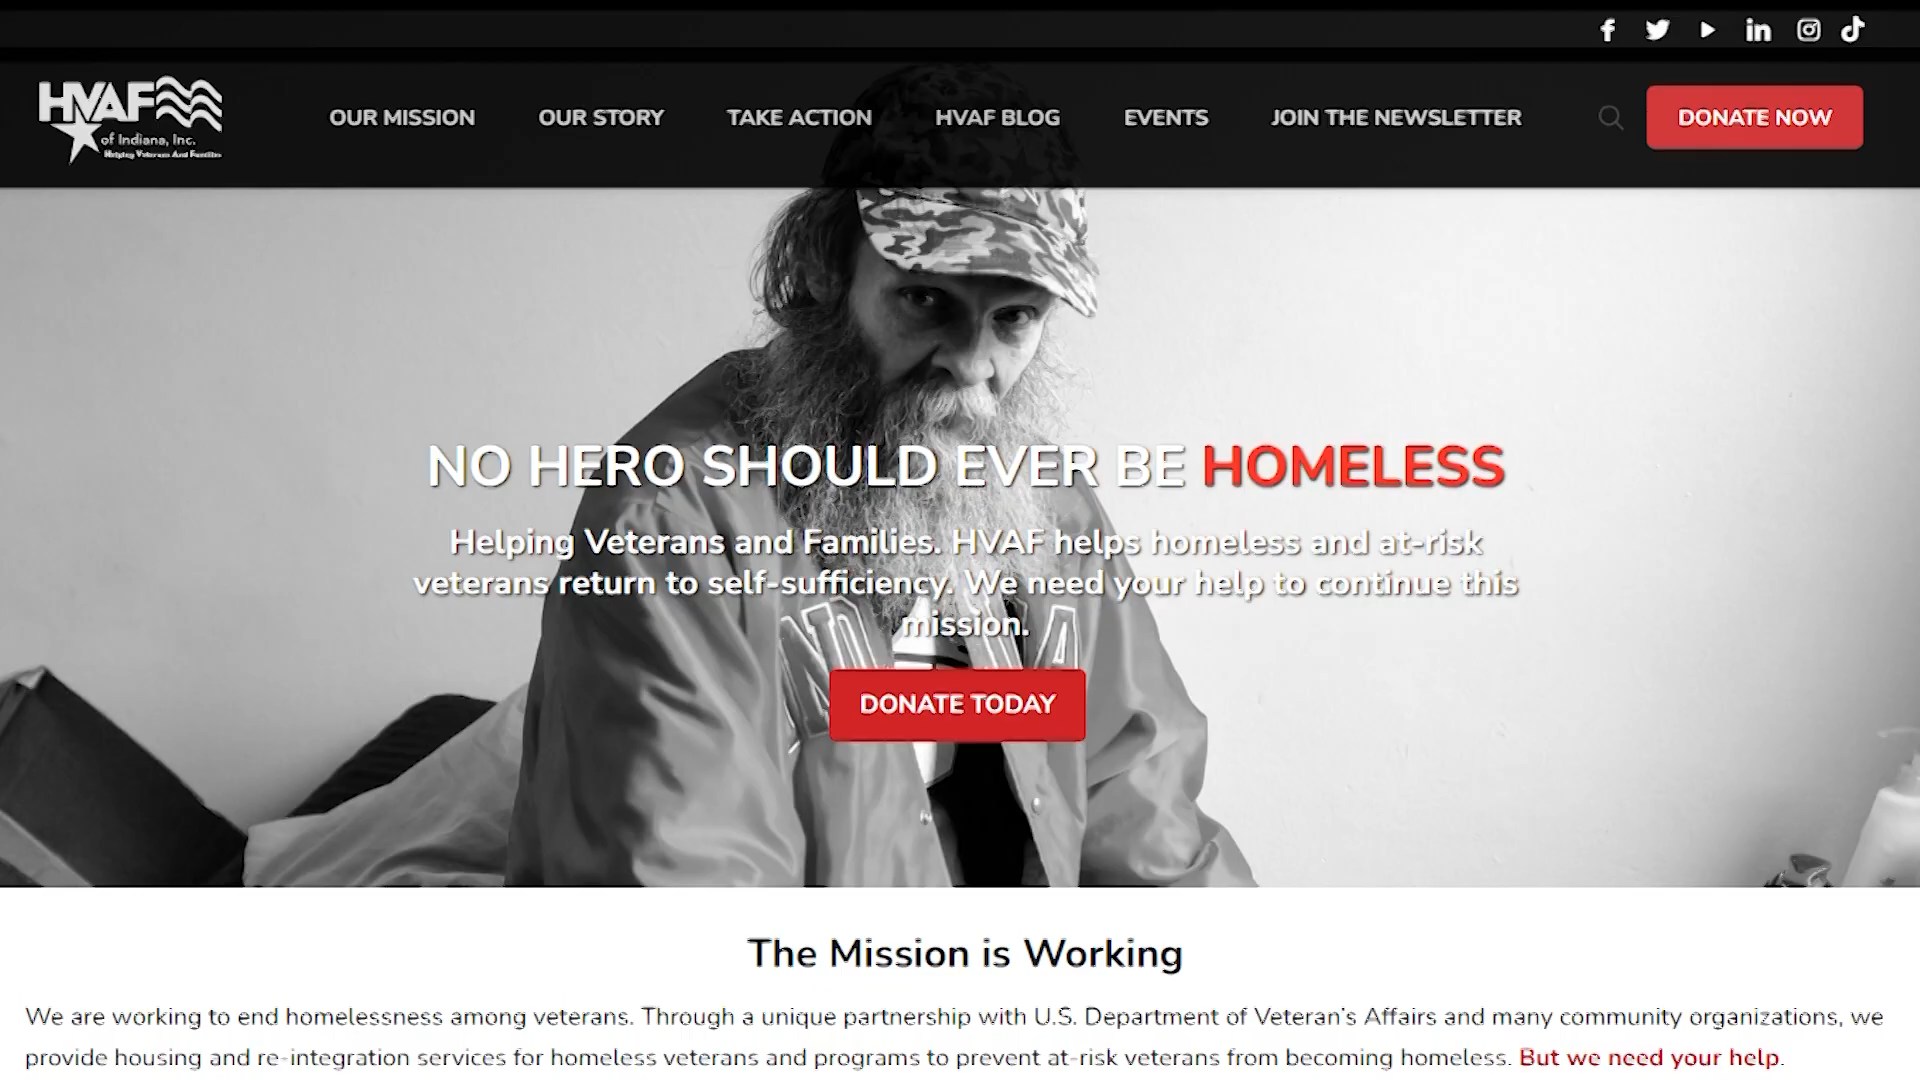 HVAF
of Indiana, Inc.
Helping Veterans And Families
OUR MISSION
OUR STORY
TAKE ACTION
HVAF BLOG
EVENTS
JOIN THE NEWSLETTER
DONATE NOW
NO HERO SHOULD EVER BE HOMELESS
Helping Veterans and Families. HVAF helps homeless and at-risk
veterans return to self-sufficiency. We need your help to continue this
mission.
DONATE TODAY
The Mission is Working
We are working to end homelessness among veterans. Through a unique partnership with U.S. Department of Veteran's Affairs and many community organizations, we
provide housing and re-integration services for homeless veterans and programs to prevent at-risk veterans from becoming homeless. But we need your help.